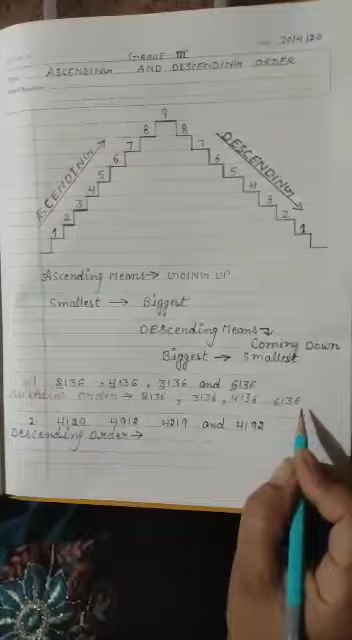 2014/20
GRADE III
ASCENDING AND DESCENDING ORDER
9
8 8
7 7
6 6
5 5
4 4
3 3
2 2
1 1
ASCENDING
DESCENDING
Ascending Means → GOING UP
Smallest → Biggest
DEscending Means →
Coming Down
Biggest → Smallest
2136 , 4136 , 3136 and 6136
Ascending order → 2136 , 3136 , 4136 6136
2. 4129 4912 4219 and 4192
Descending Order →